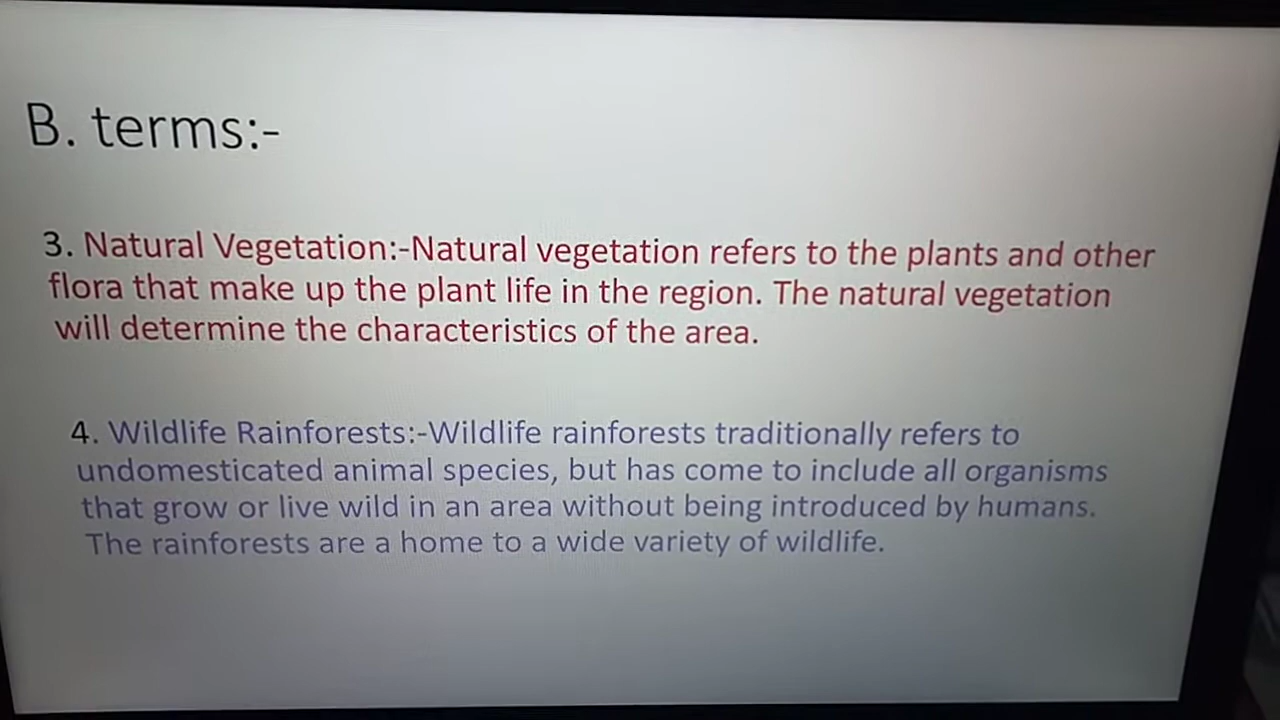 B. terms:-
3. Natural Vegetation:-Natural vegetation refers to the plants and other
flora that make up the plant life in the region. The natural vegetation
will determine the characteristics of the area.
4. Wildlife Rainforests:-Wildlife rainforests traditionally refers to
undomesticated animal species, but has come to include all organisms
that grow or live wild in an area without being introduced by humans.
The rainforests are a home to a wide variety of wildlife.